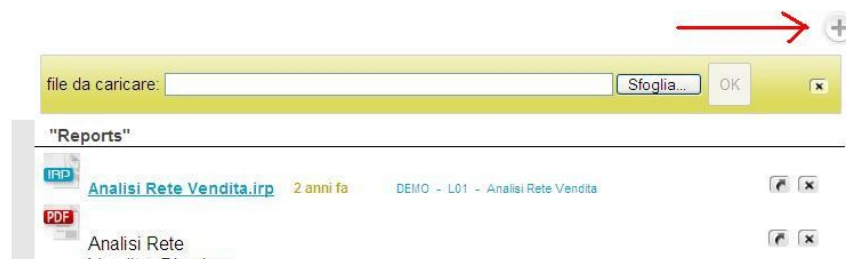 file da caricare: Sfoglia... OK
"Reports"
IRP
Analisi Rete Vendita.irp 2 anni fa DEMO - L01 - Analisi Rete Vendita
PDF
Analisi Rete